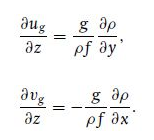 ∂u_g/∂z = g/(ρf) ∂ρ/∂y,
∂v_g/∂z = − g/(ρf) ∂ρ/∂x.